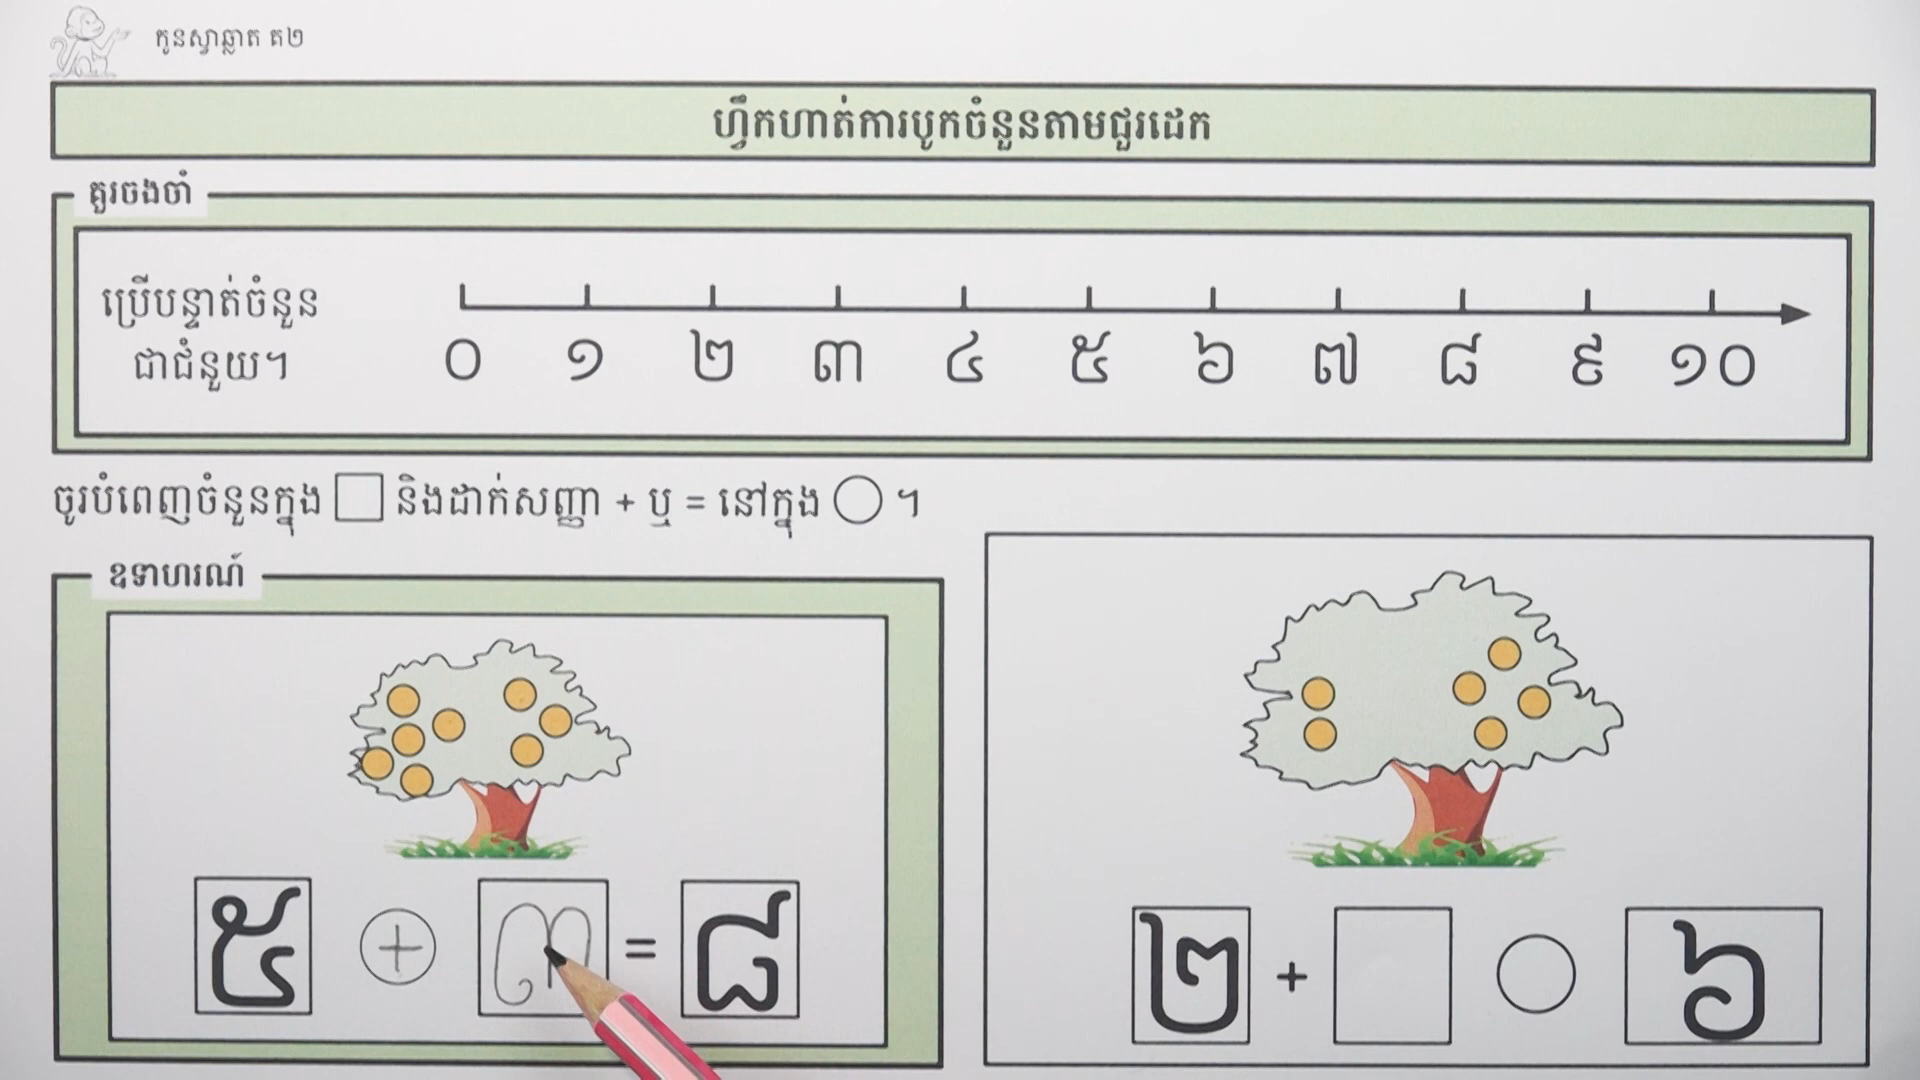 កូនស្វាឆ្លាត គ២
ហ្វឹកហាត់ការបូកចំនួនតាមជួរដេក
គួរចងចាំ
ប្រើបន្ទាត់ចំនួន
ជាជំនួយ។
០ ១ ២ ៣ ៤ ៥ ៦ ៧ ៨ ៩ ១០
ចូរបំពេញចំនួនក្នុង និងដាក់សញ្ញា + ឬ = នៅក្នុង ។
ឧទាហរណ៍
៥ + ៣ = ៨
២ + ៦